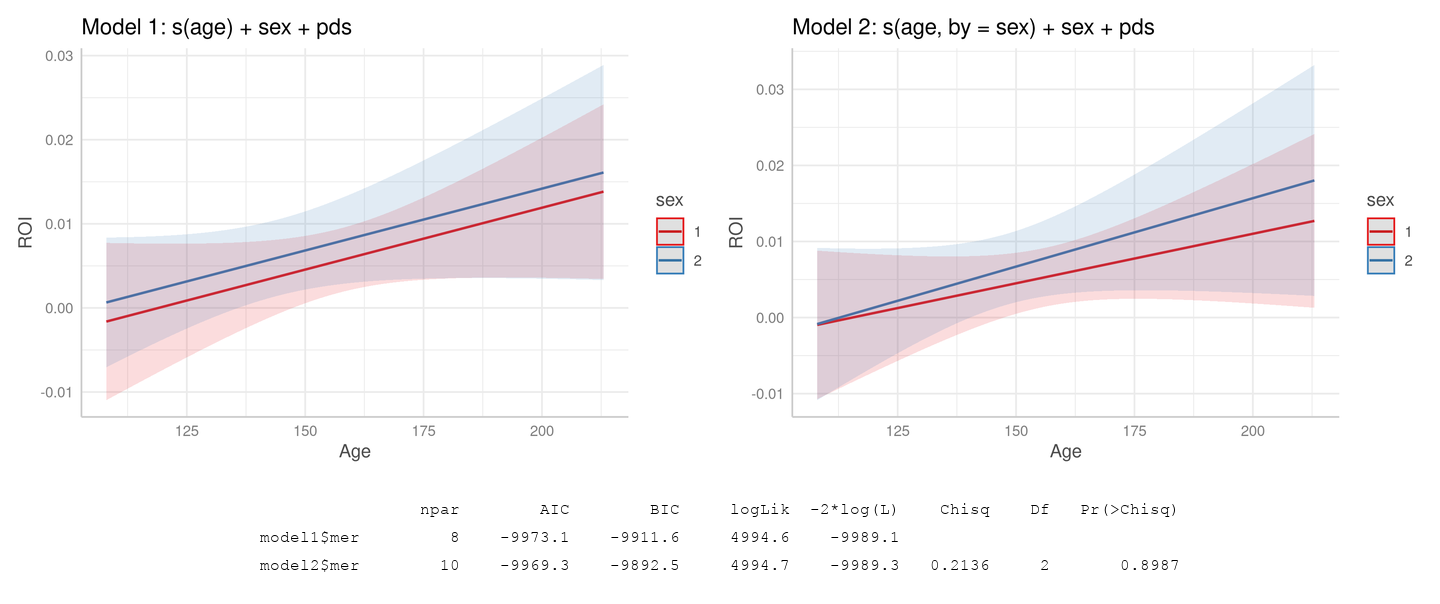 Model 1: s(age) + sex + pds
0.03
0.02
0.01
0.00
-0.01
ROI
125 150 175 200
Age
sex
1
2
Model 2: s(age, by = sex) + sex + pds
0.03
0.02
0.01
0.00
-0.01
ROI
125 150 175 200
Age
sex
1
2
npar AIC BIC logLik -2*log(L) Chisq Df Pr(>Chisq)
model1$mer 8 -9973.1 -9911.6 4994.6 -9989.1
model2$mer 10 -9969.3 -9892.5 4994.7 -9989.3 0.2136 2 0.8987